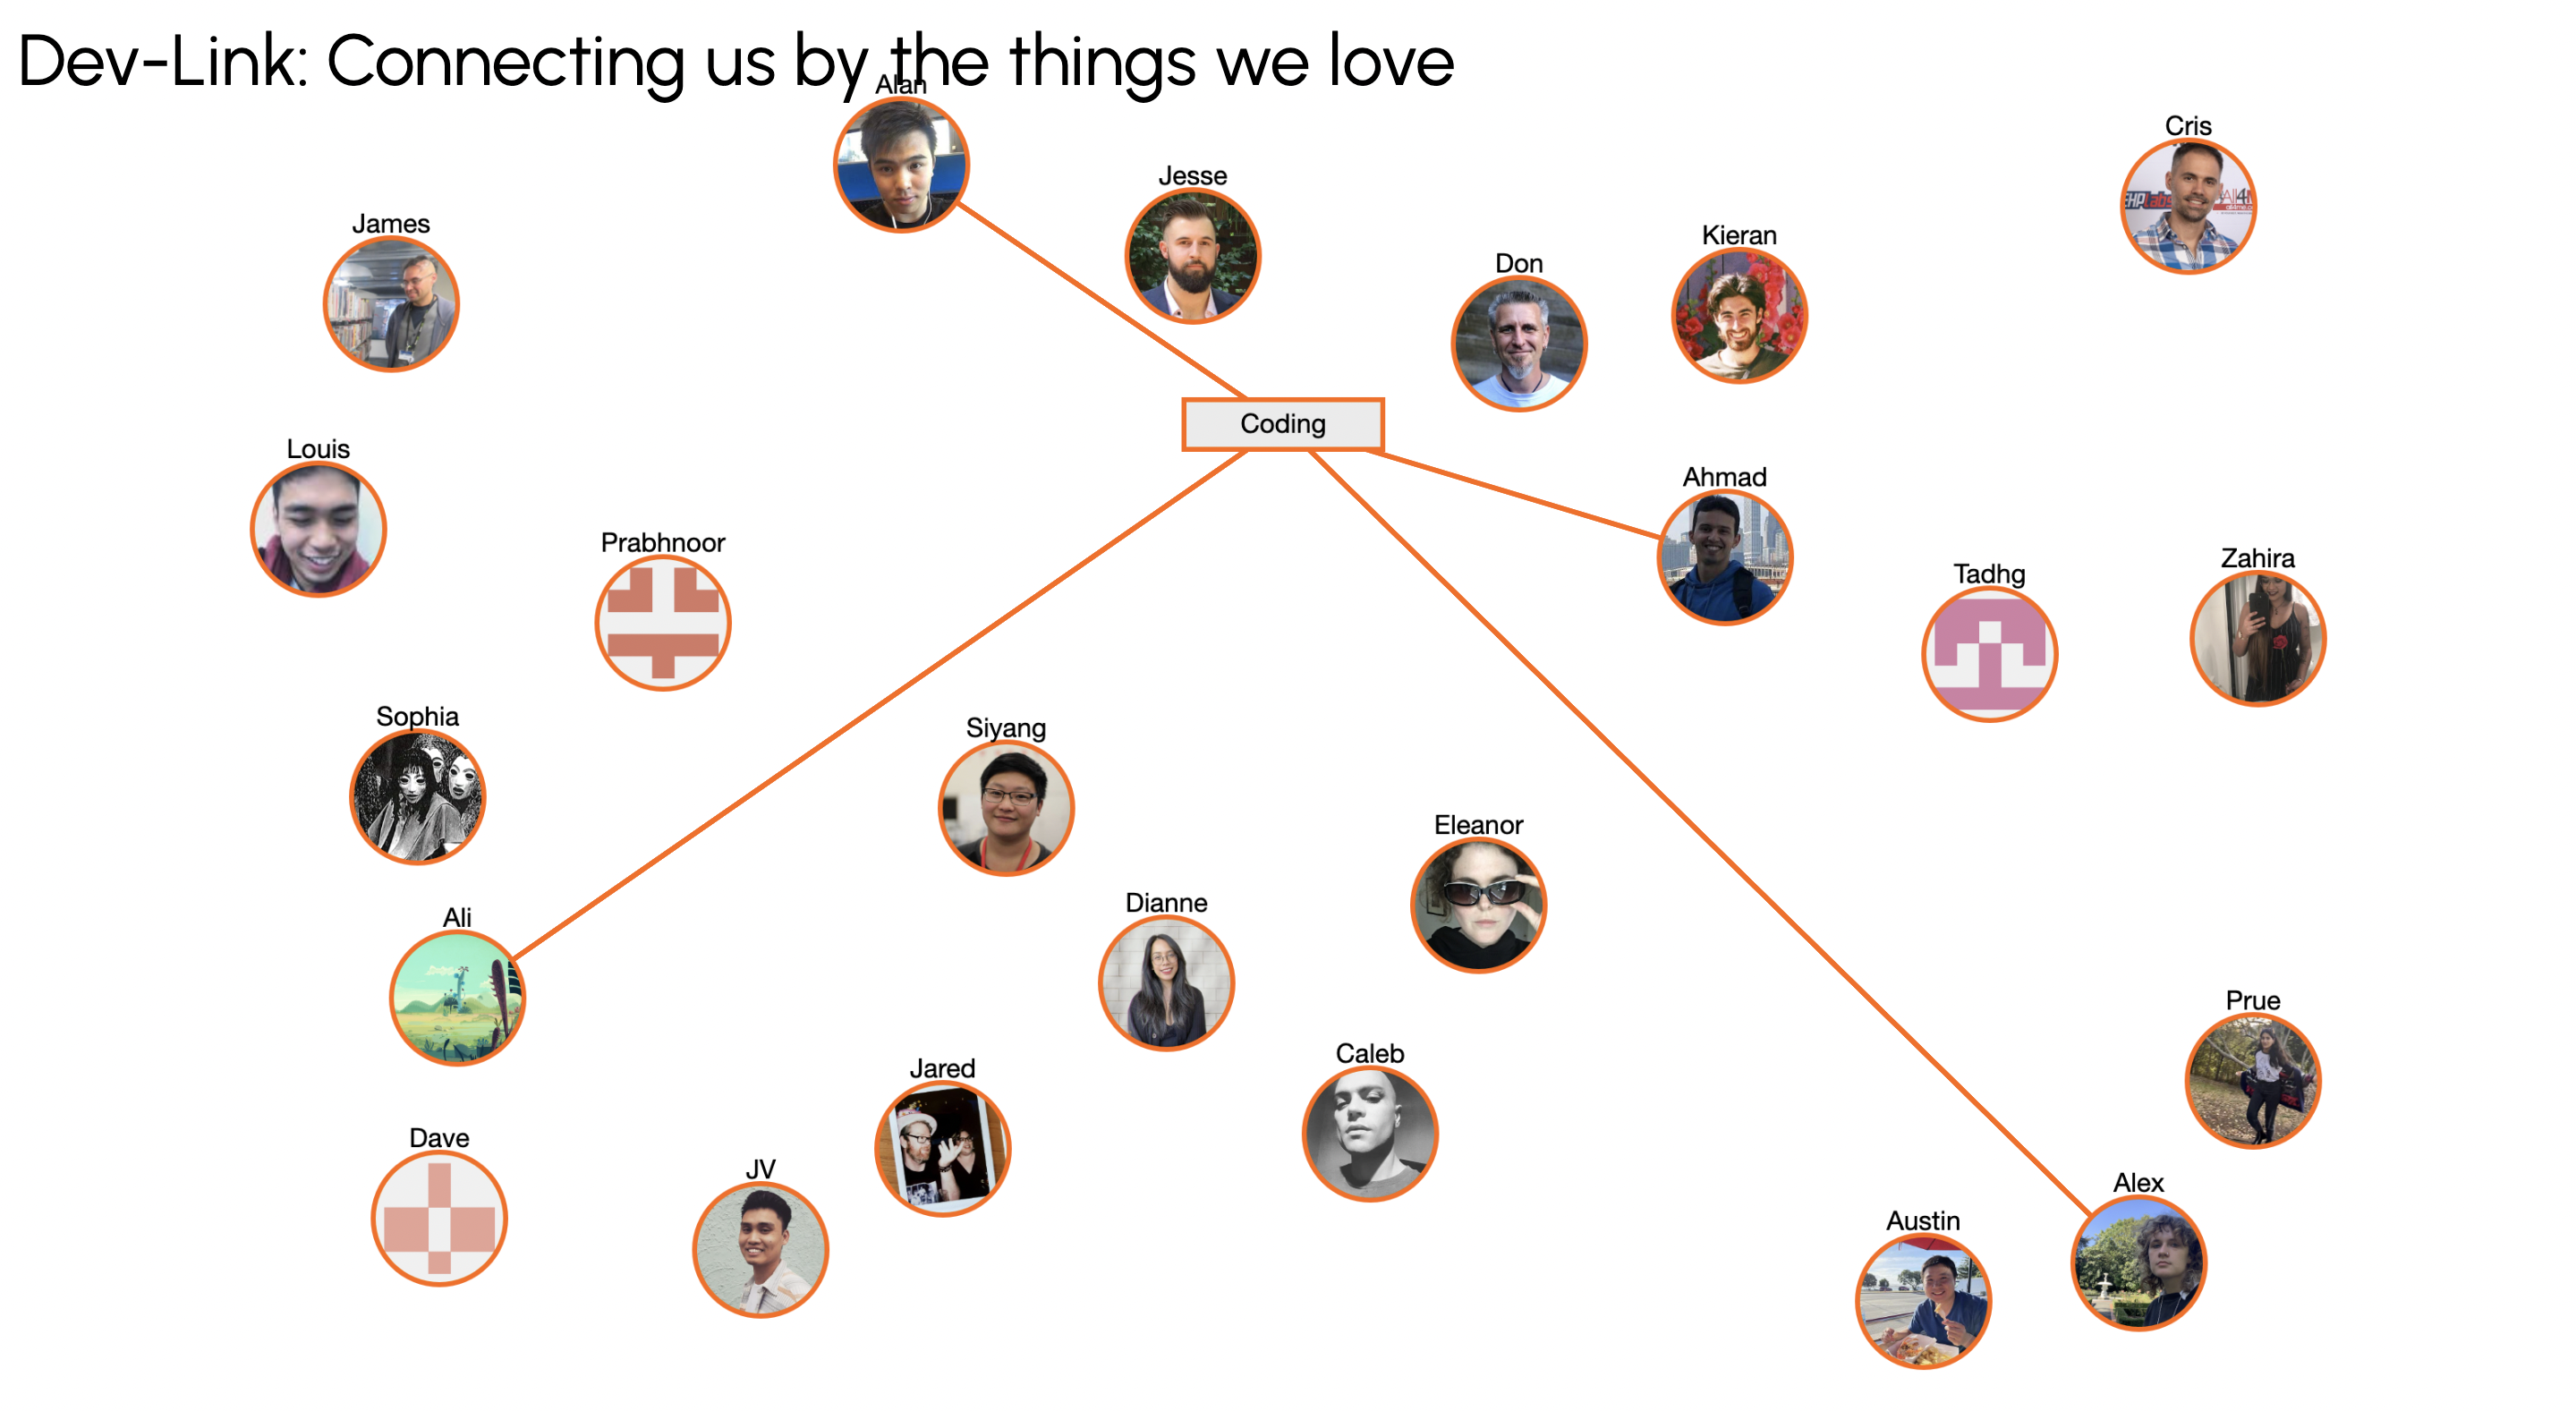 Dev-Link: Connecting us by the things we love
Alan
Cris
Jesse
James
Kieran
Don
Coding
Louis
Ahmad
Prabhnoor
Zahira
Tadhg
Sophia
Siyang
Eleanor
Dianne
Ali
Prue
Caleb
Jared
Dave
JV
Alex
Austin
EHPlabs